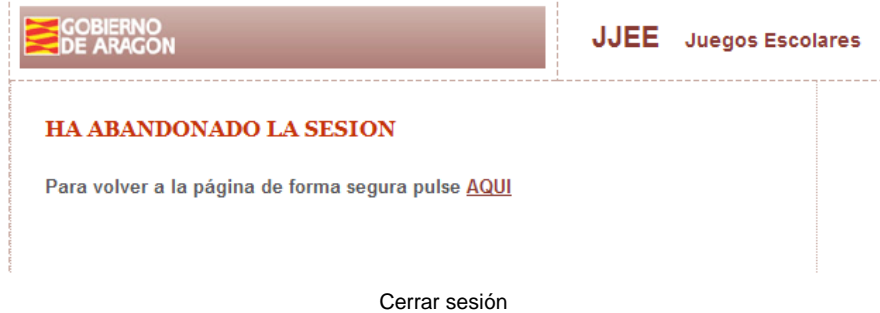 GOBIERNO
DE ARAGON
JJEE Juegos Escolares
HA ABANDONADO LA SESION
Para volver a la página de forma segura pulse AQUI
Cerrar sesión